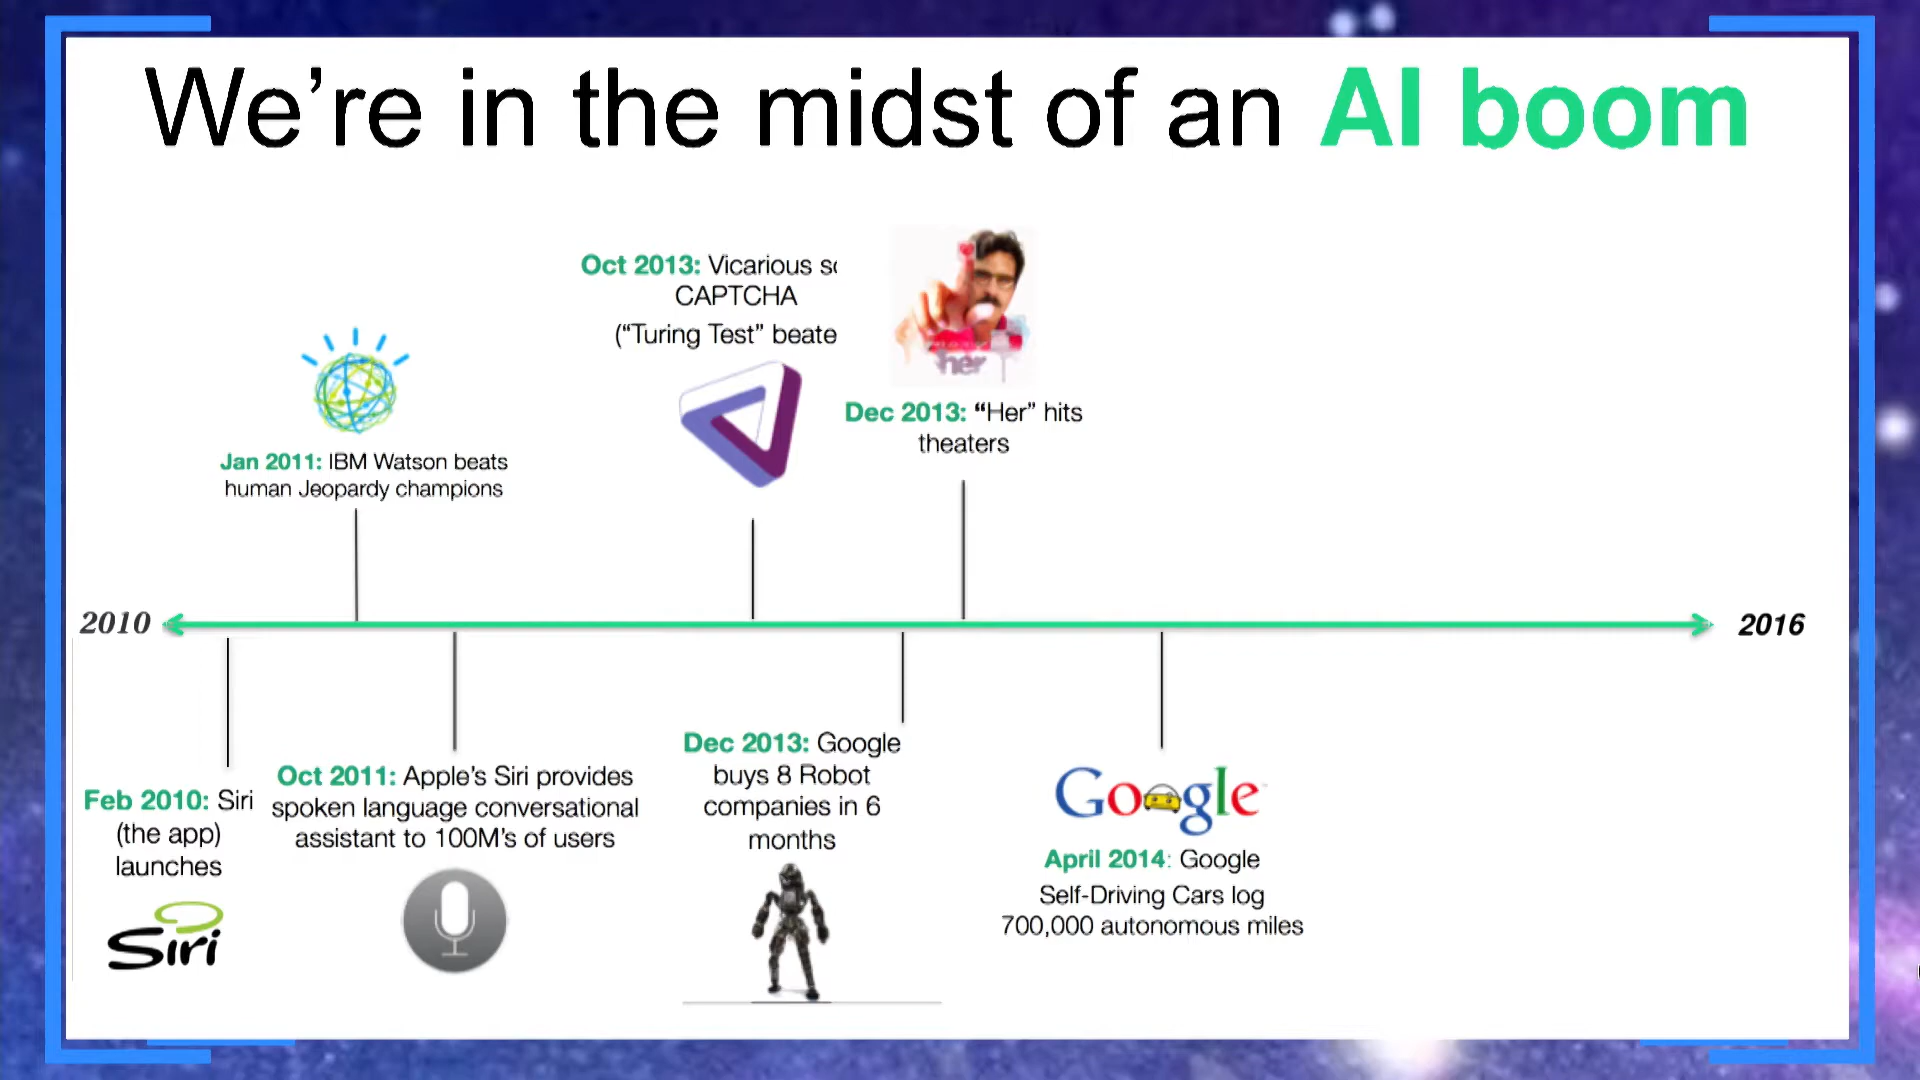 We're in the midst of an AI boom
Oct 2013: Vicarious
CAPTCHA
("Turing Test"
her
Dec 2013: “Her” hits
theaters
Jan 2011: IBM Watson beats
human Jeopardy champions
2010
2016
Feb 2010: Siri
(the app)
launches
Siri
Oct 2011: Apple's Siri provides
spoken language conversational
assistant to 100M's of users
Dec 2013: Google
buys 8 Robot
companies in 6
months
Google
April 2014: Google
Self-Driving Cars log
700,000 autonomous miles